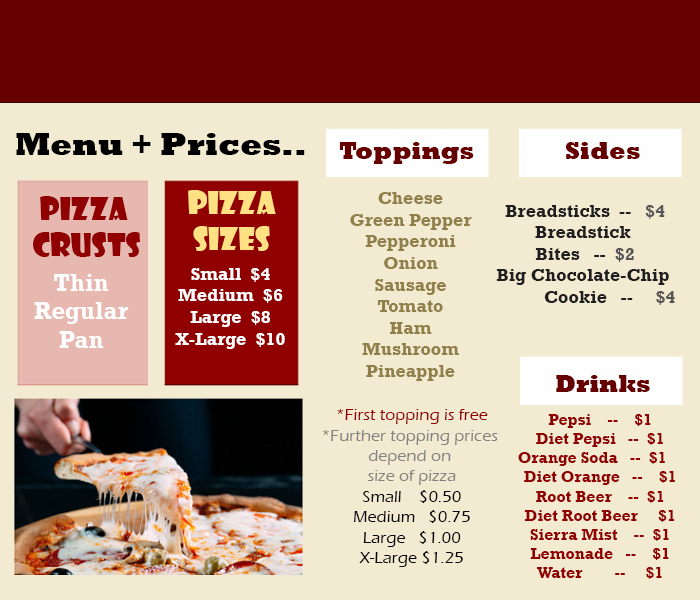 Menu + Prices..
PIZZA
CRUSTS
Thin
Regular
Pan
PIZZA
SIZES
Small $4
Medium $6
Large $8
X-Large $10
Toppings
Cheese
Green Pepper
Pepperoni
Onion
Sausage
Tomato
Ham
Mushroom
Pineapple
*First topping is free
*Further topping prices
depend on
size of pizza
Small $0.50
Medium $0.75
Large $1.00
X-Large $1.25
Sides
Breadsticks -- $4
Breadstick
Bites -- $2
Big Chocolate-Chip
Cookie -- $4
Drinks
Pepsi -- $1
Diet Pepsi -- $1
Orange Soda -- $1
Diet Orange -- $1
Root Beer -- $1
Diet Root Beer $1
Sierra Mist -- $1
Lemonade -- $1
Water -- $1